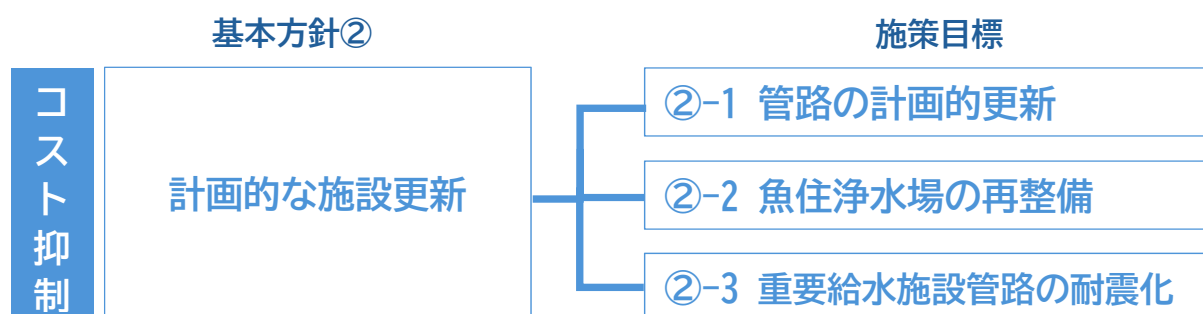 基本方針②
施策目標
コスト抑制
計画的な施設更新
②-1 管路の計画的更新
②-2 魚住浄水場の再整備
②-3 重要給水施設管路の耐震化